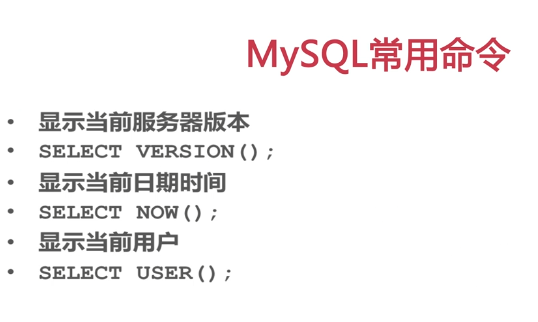 MySQL常用命令
• 显示当前服务器版本
• SELECT VERSION();
• 显示当前日期时间
• SELECT NOW();
• 显示当前用户
• SELECT USER();